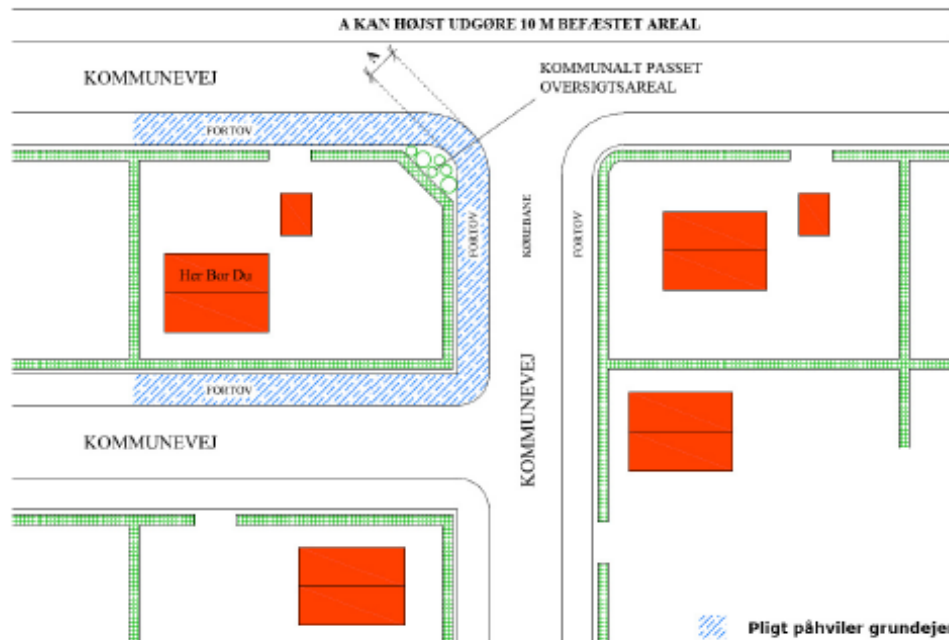 A KAN HØJST UDGØRE 10 M BEFÆSTET AREAL
A
KOMMUNEVEJ
KOMMUNALT PASSET
OVERSIGTSAREAL
FORTOV
FORTOV
KØREBANE
FORTOV
Her Bor Du
KOMMUNEVEJ
FORTOV
KOMMUNEVEJ
Pligt påhviler grundejer